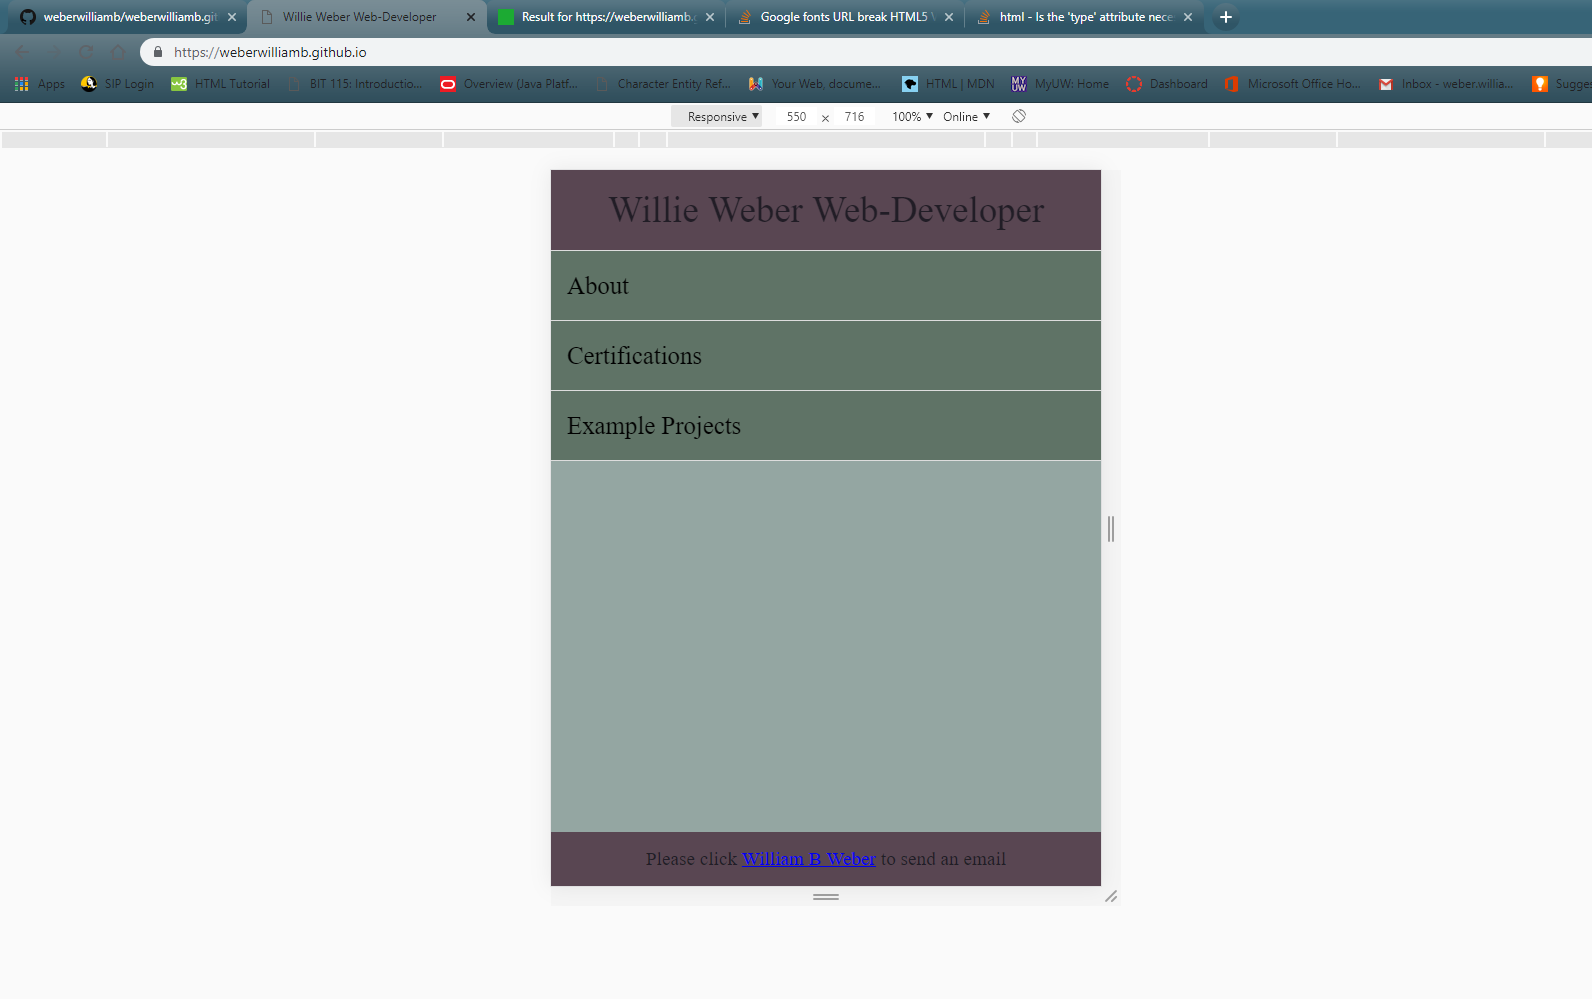 weberwilliamb/weberwilliamb.git
Willie Weber Web-Developer
Result for https://weberwilliamb.g
Google fonts URL break HTML5 V
html - Is the 'type' attribute nece
https://weberwilliamb.github.io
Apps SIP Login HTML Tutorial BIT 115: Introductio... Overview (Java Platf... Character Entity Ref... Your Web, docume... HTML | MDN MyUW: Home Dashboard Microsoft Office Ho... Inbox - weber.willia... Sugges
Responsive ▼ 550 × 716 100% ▼ Online ▼
Willie Weber Web-Developer
About
Certifications
Example Projects
Please click William B Weber to send an email